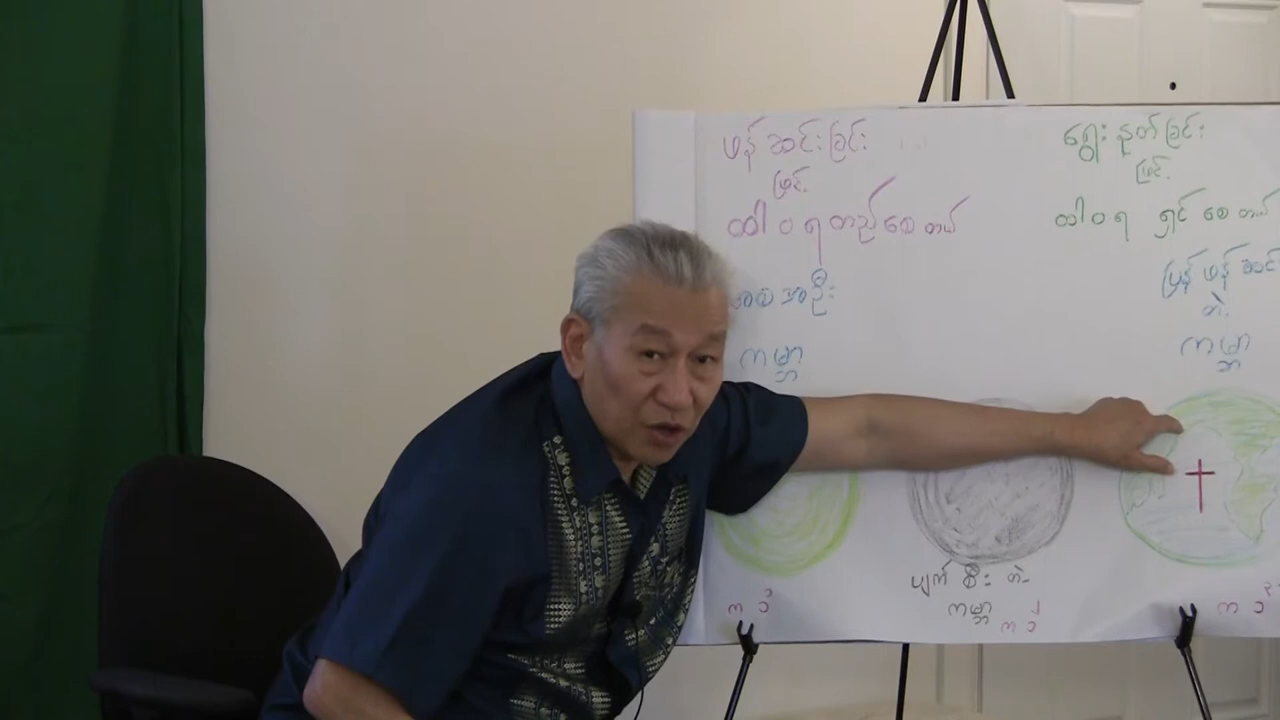 ဖန်ဆင်းခြင်း
ဖြင့်
ထာဝရတည်စေတယ်
အဦး
ကမ္ဘာ
ရွေးနုတ်ခြင်း
ဖြင့်
ထာဝရ ရှင်စေတယ်
ပြန်ဖန်ဆင်း
တဲ့
ကမ္ဘာ
ပျက်စီးတဲ့
ကမ္ဘာ